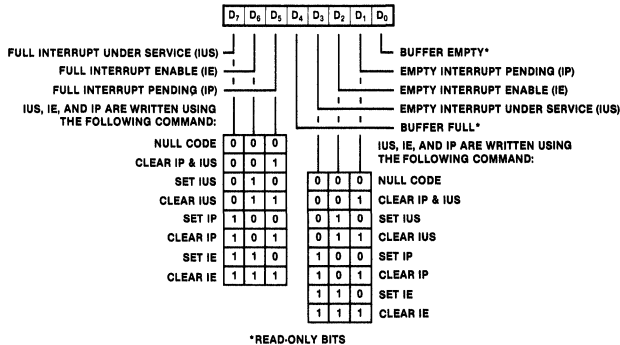 D7 D6 D5 D4 D3 D2 D1 D0
FULL INTERRUPT UNDER SERVICE (IUS)
FULL INTERRUPT ENABLE (IE)
FULL INTERRUPT PENDING (IP)
IUS, IE, AND IP ARE WRITTEN USING
THE FOLLOWING COMMAND:
NULL CODE 0 0 0
CLEAR IP & IUS 0 0 1
SET IUS 0 1 0
CLEAR IUS 0 1 1
SET IP 1 0 0
CLEAR IP 1 0 1
SET IE 1 1 0
CLEAR IE 1 1 1
BUFFER EMPTY*
EMPTY INTERRUPT PENDING (IP)
EMPTY INTERRUPT ENABLE (IE)
EMPTY INTERRUPT UNDER SERVICE (IUS)
BUFFER FULL*
IUS, IE, AND IP ARE WRITTEN USING
THE FOLLOWING COMMAND:
0 0 0 NULL CODE
0 0 1 CLEAR IP & IUS
0 1 0 SET IUS
0 1 1 CLEAR IUS
1 0 0 SET IP
1 0 1 CLEAR IP
1 1 0 SET IE
1 1 1 CLEAR IE
*READ-ONLY BITS